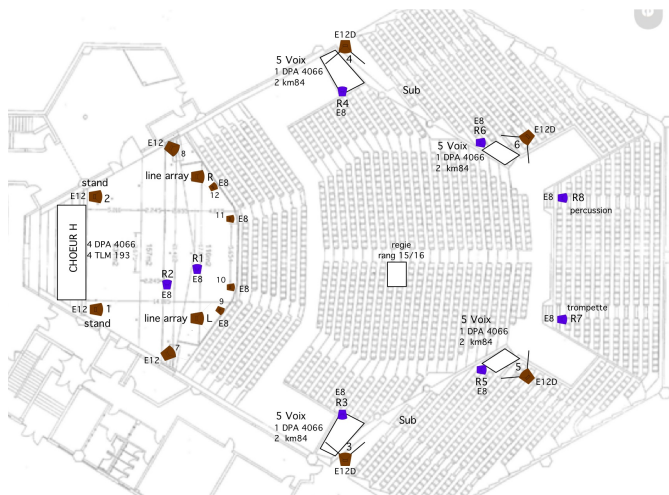 E12D
4
5 Voix
1 DPA 4066
2 km84
R4
E8
Sub
E8
R6
E12D
6
5 Voix
1 DPA 4066
2 km84
E12
8
line array R
E8
12
stand
E12 2
11 E8
E8 R8
percussion
CHOEUR H
4 DPA 4066
4 TLM 193
R1
E8
R2
E8
regie
rang 15/16
10
E8
9
E8
E12 1
stand
line array L
trompette
E8 R7
7
E12
5 Voix
1 DPA 4066
2 km84
5
E12D
R5
E8
E8
R3
5 Voix
1 DPA 4066
2 km84
Sub
3
E12D